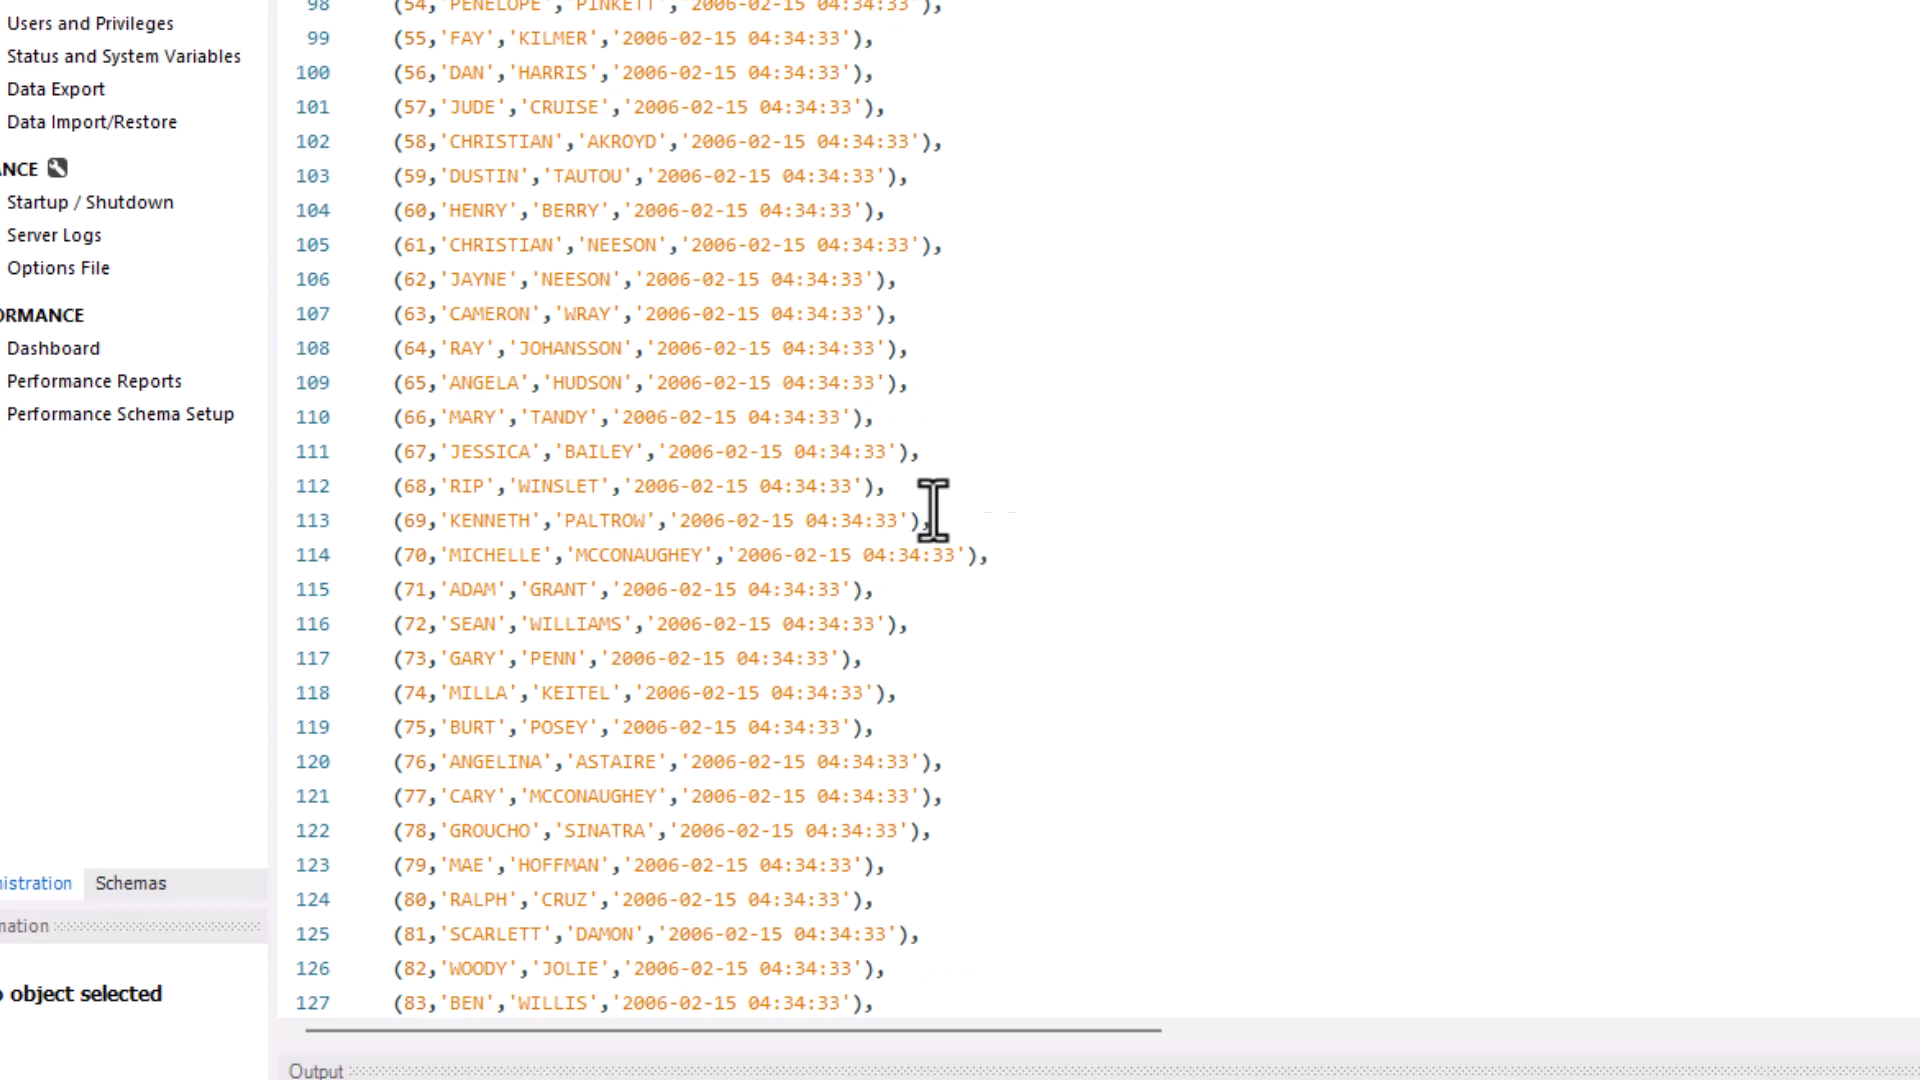 Users and Privileges
Status and System Variables
Data Export
Data Import/Restore
ANCE
Startup / Shutdown
Server Logs
Options File
ORMANCE
Dashboard
Performance Reports
Performance Schema Setup
nistration Schemas
mation
o object selected
98 (54,'PENELOPE','PINKETT','2006-02-15 04:34:33'),
99 (55,'FAY','KILMER','2006-02-15 04:34:33'),
100 (56,'DAN','HARRIS','2006-02-15 04:34:33'),
101 (57,'JUDE','CRUISE','2006-02-15 04:34:33'),
102 (58,'CHRISTIAN','AKROYD','2006-02-15 04:34:33'),
103 (59,'DUSTIN','TAUTOU','2006-02-15 04:34:33'),
104 (60,'HENRY','BERRY','2006-02-15 04:34:33'),
105 (61,'CHRISTIAN','NEESON','2006-02-15 04:34:33'),
106 (62,'JAYNE','NEESON','2006-02-15 04:34:33'),
107 (63,'CAMERON','WRAY','2006-02-15 04:34:33'),
108 (64,'RAY','JOHANSSON','2006-02-15 04:34:33'),
109 (65,'ANGELA','HUDSON','2006-02-15 04:34:33'),
110 (66,'MARY','TANDY','2006-02-15 04:34:33'),
111 (67,'JESSICA','BAILEY','2006-02-15 04:34:33'),
112 (68,'RIP','WINSLET','2006-02-15 04:34:33'),
113 (69,'KENNETH','PALTROW','2006-02-15 04:34:33'),
114 (70,'MICHELLE','MCCONAUGHEY','2006-02-15 04:34:33'),
115 (71,'ADAM','GRANT','2006-02-15 04:34:33'),
116 (72,'SEAN','WILLIAMS','2006-02-15 04:34:33'),
117 (73,'GARY','PENN','2006-02-15 04:34:33'),
118 (74,'MILLA','KEITEL','2006-02-15 04:34:33'),
119 (75,'BURT','POSEY','2006-02-15 04:34:33'),
120 (76,'ANGELINA','ASTAIRE','2006-02-15 04:34:33'),
121 (77,'CARY','MCCONAUGHEY','2006-02-15 04:34:33'),
122 (78,'GROUCHO','SINATRA','2006-02-15 04:34:33'),
123 (79,'MAE','HOFFMAN','2006-02-15 04:34:33'),
124 (80,'RALPH','CRUZ','2006-02-15 04:34:33'),
125 (81,'SCARLETT','DAMON','2006-02-15 04:34:33'),
126 (82,'WOODY','JOLIE','2006-02-15 04:34:33'),
127 (83,'BEN','WILLIS','2006-02-15 04:34:33'),
Output